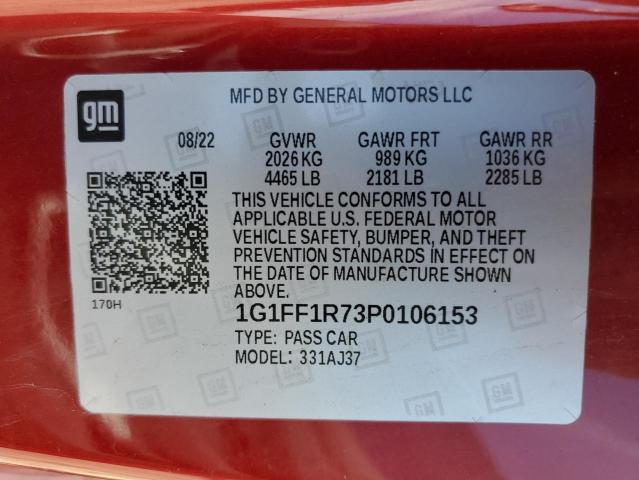 gm
MFD BY GENERAL MOTORS LLC
08/22 GVWR GAWR FRT GAWR RR
2026 KG 989 KG 1036 KG
4465 LB 2181 LB 2285 LB
THIS VEHICLE CONFORMS TO ALL
APPLICABLE U.S. FEDERAL MOTOR
VEHICLE SAFETY, BUMPER, AND THEFT
PREVENTION STANDARDS IN EFFECT ON
THE DATE OF MANUFACTURE SHOWN
ABOVE.
170H
1G1FF1R73P0106153
TYPE: PASS CAR
MODEL: 331AJ37